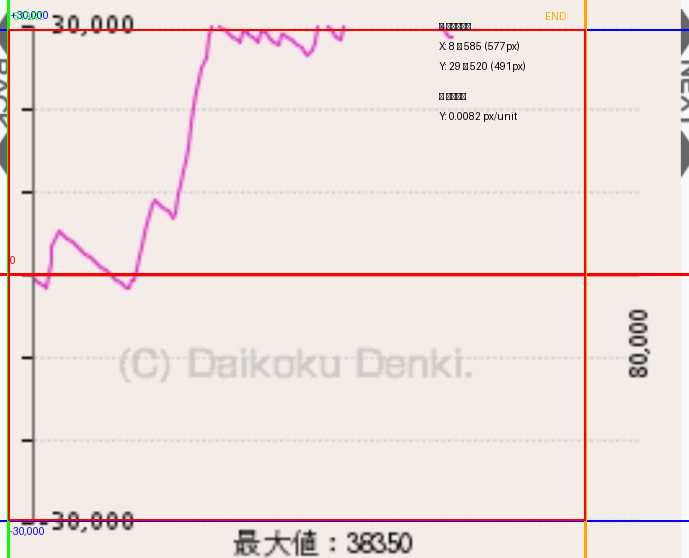 +30,000
30,000
END
X: 8 585 (577px)
Y: 29 520 (491px)
Y: 0.0082 px/unit
BACK
NEXT
0
80,000
(C) Daikoku Denki.
-30,000
-30,000
最大値：38350